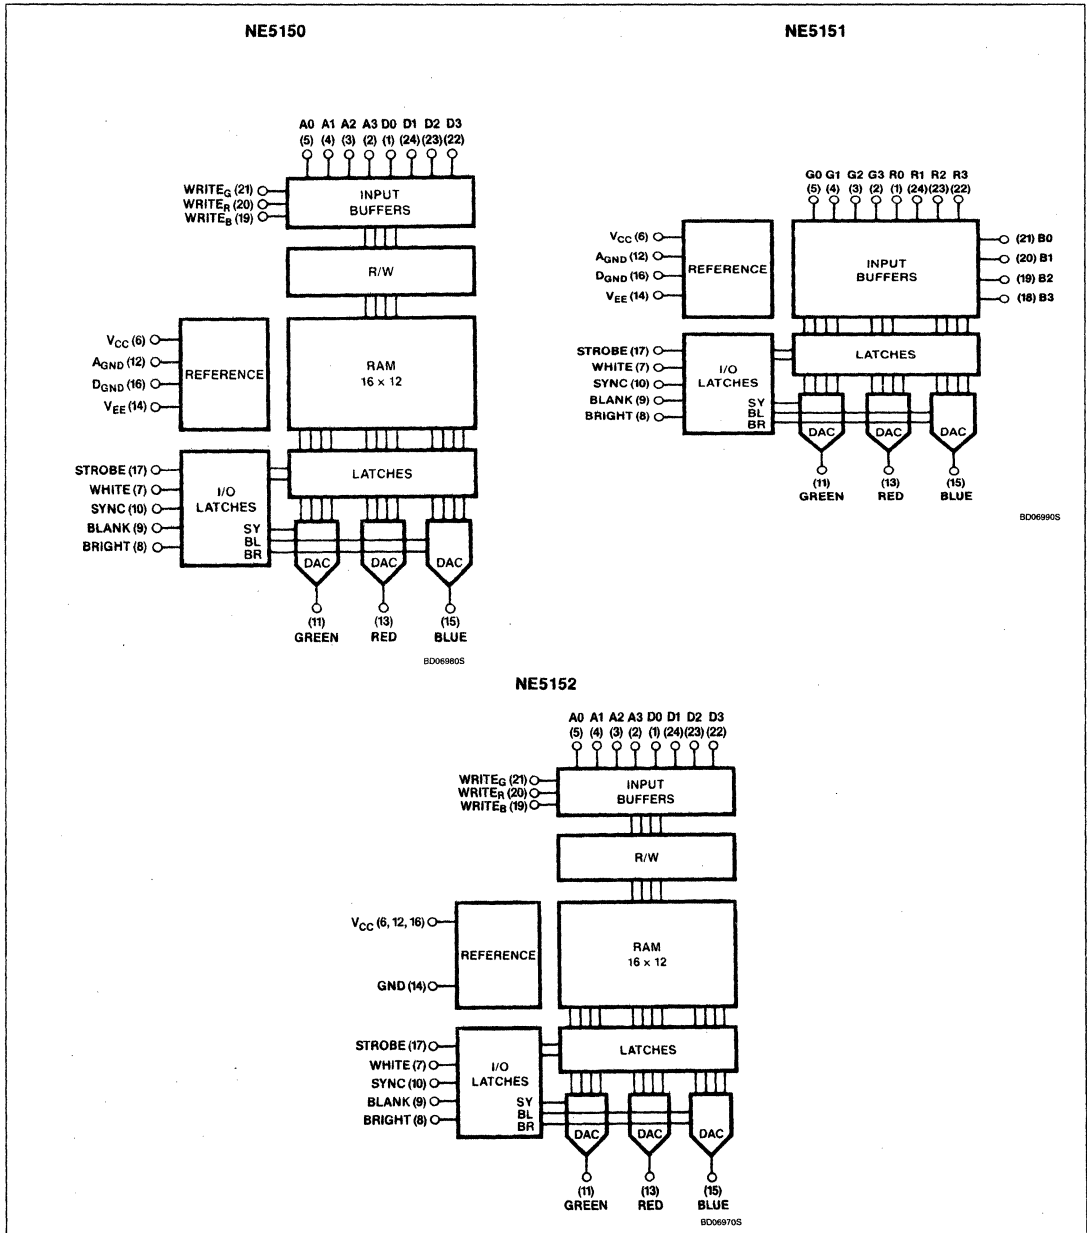 NE5150
A0 A1 A2 A3 D0 D1 D2 D3
(5) (4) (3) (2) (1) (24) (23) (22)
WRITEG (21)
WRITER (20)
WRITEB (19)
INPUT
BUFFERS
R/W
VCC (6)
AGND (12)
DGND (16)
VEE (14)
REFERENCE
RAM
16 × 12
STROBE (17)
WHITE (7)
SYNC (10)
BLANK (9)
BRIGHT (8)
I/O
LATCHES
SY
BL
BR
LATCHES
DAC DAC DAC
(11) (13) (15)
GREEN RED BLUE
BD06980S
NE5151
G0 G1 G2 G3 R0 R1 R2 R3
(5) (4) (3) (2) (1) (24) (23) (22)
VCC (6)
AGND (12)
DGND (16)
VEE (14)
REFERENCE
INPUT
BUFFERS
(21) B0
(20) B1
(19) B2
(18) B3
STROBE (17)
WHITE (7)
SYNC (10)
BLANK (9)
BRIGHT (8)
I/O
LATCHES
SY
BL
BR
LATCHES
DAC DAC DAC
(11) (13) (15)
GREEN RED BLUE
BD06990S
NE5152
A0 A1 A2 A3 D0 D1 D2 D3
(5) (4) (3) (2) (1) (24) (23) (22)
WRITEG (21)
WRITER (20)
WRITEB (19)
INPUT
BUFFERS
R/W
VCC (6, 12, 16)
GND (14)
REFERENCE
RAM
16 × 12
STROBE (17)
WHITE (7)
SYNC (10)
BLANK (9)
BRIGHT (8)
I/O
LATCHES
SY
BL
BR
LATCHES
DAC DAC DAC
(11) (13) (15)
GREEN RED BLUE
BD06970S